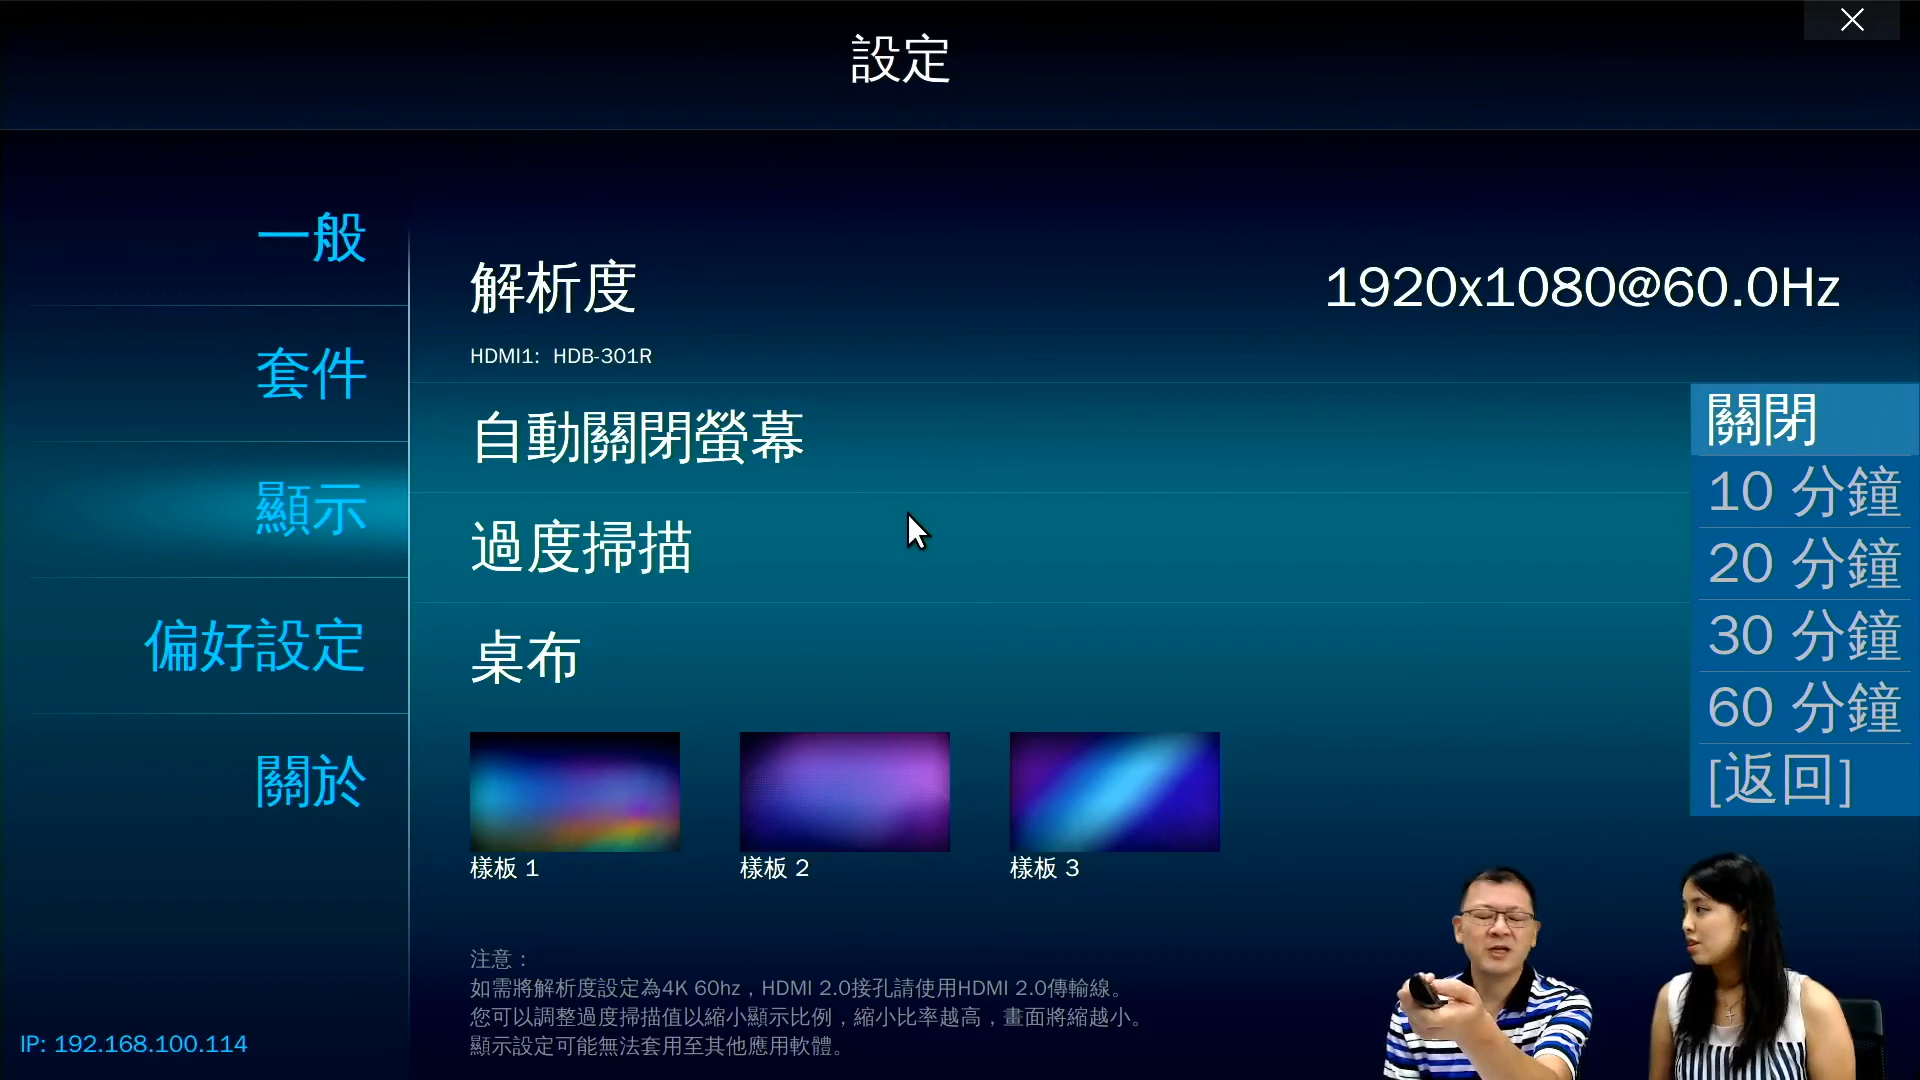 設定
一般
套件
顯示
偏好設定
關於
IP: 192.168.100.114
解析度
1920x1080@60.0Hz
HDMI1: HDB-301R
自動關閉螢幕
過度掃描
桌布
樣板 1
樣板 2
樣板 3
關閉
10 分鐘
20 分鐘
30 分鐘
60 分鐘
[返回]
注意：
如需將解析度設定為4K 60hz，HDMI 2.0接孔請使用HDMI 2.0傳輸線。
您可以調整過度掃描值以縮小顯示比例，縮小比率越高，畫面將縮越小。
顯示設定可能無法套用至其他應用軟體。